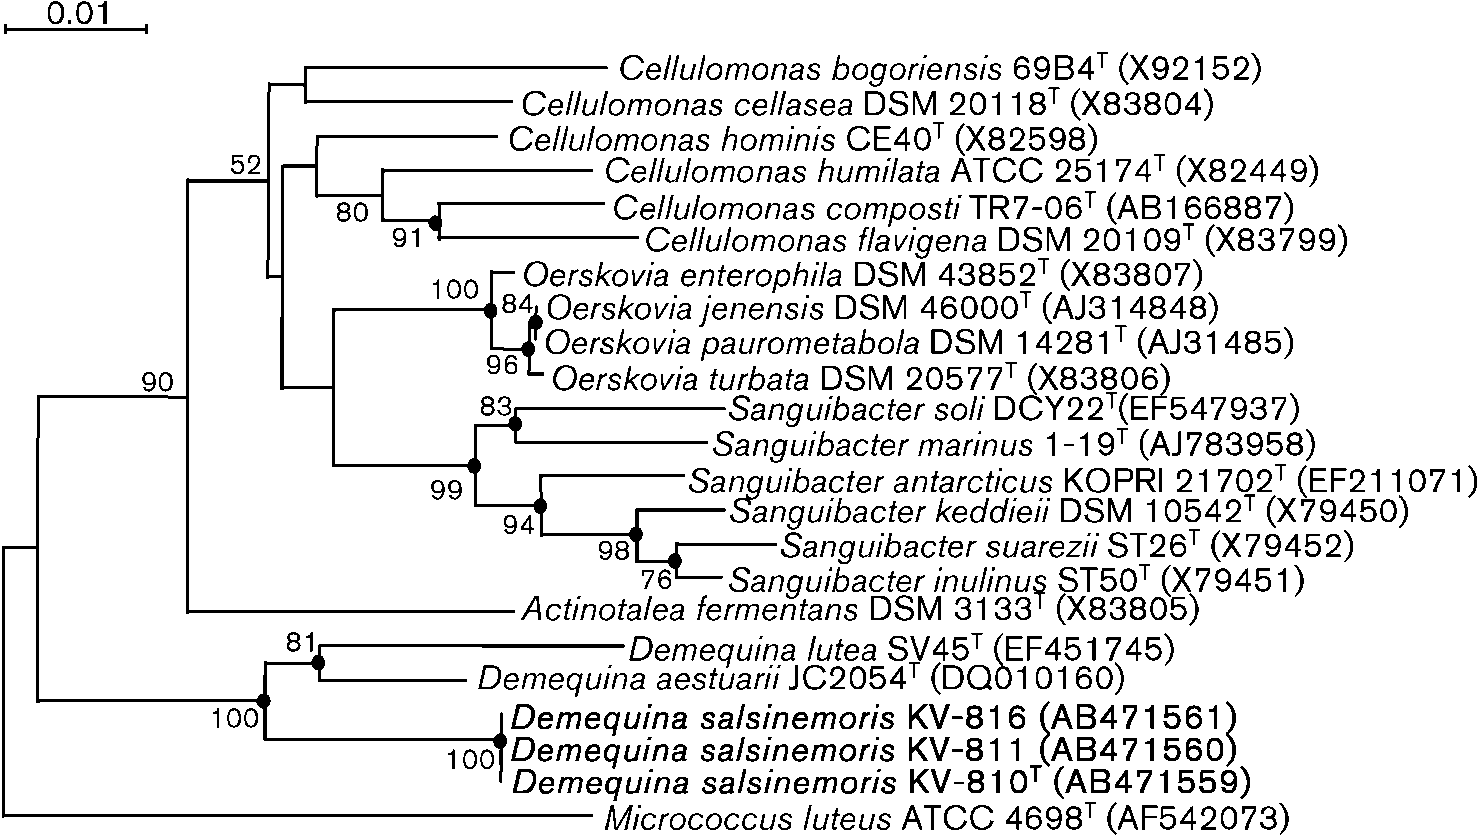 0.01
Cellulomonas bogoriensis 69B4ᵀ (X92152)
Cellulomonas cellasea DSM 20118ᵀ (X83804)
Cellulomonas hominis CE40ᵀ (X82598)
52
Cellulomonas humilata ATCC 25174ᵀ (X82449)
80
Cellulomonas composti TR7-06ᵀ (AB166887)
91
Cellulomonas flavigena DSM 20109ᵀ (X83799)
Oerskovia enterophila DSM 43852ᵀ (X83807)
100
84
Oerskovia jenensis DSM 46000ᵀ (AJ314848)
Oerskovia paurometabola DSM 14281ᵀ (AJ31485)
96
Oerskovia turbata DSM 20577ᵀ (X83806)
90
83
Sanguibacter soli DCY22ᵀ(EF547937)
Sanguibacter marinus 1-19ᵀ (AJ783958)
99
Sanguibacter antarcticus KOPRI 21702ᵀ (EF211071)
Sanguibacter keddieii DSM 10542ᵀ (X79450)
94
98
Sanguibacter suarezii ST26ᵀ (X79452)
76
Sanguibacter inulinus ST50ᵀ (X79451)
Actinotalea fermentans DSM 3133ᵀ (X83805)
81
Demequina lutea SV45ᵀ (EF451745)
Demequina aestuarii JC2054ᵀ (DQ010160)
100
Demequina salsinemoris KV-816 (AB471561)
Demequina salsinemoris KV-811 (AB471560)
100
Demequina salsinemoris KV-810ᵀ (AB471559)
Micrococcus luteus ATCC 4698ᵀ (AF542073)